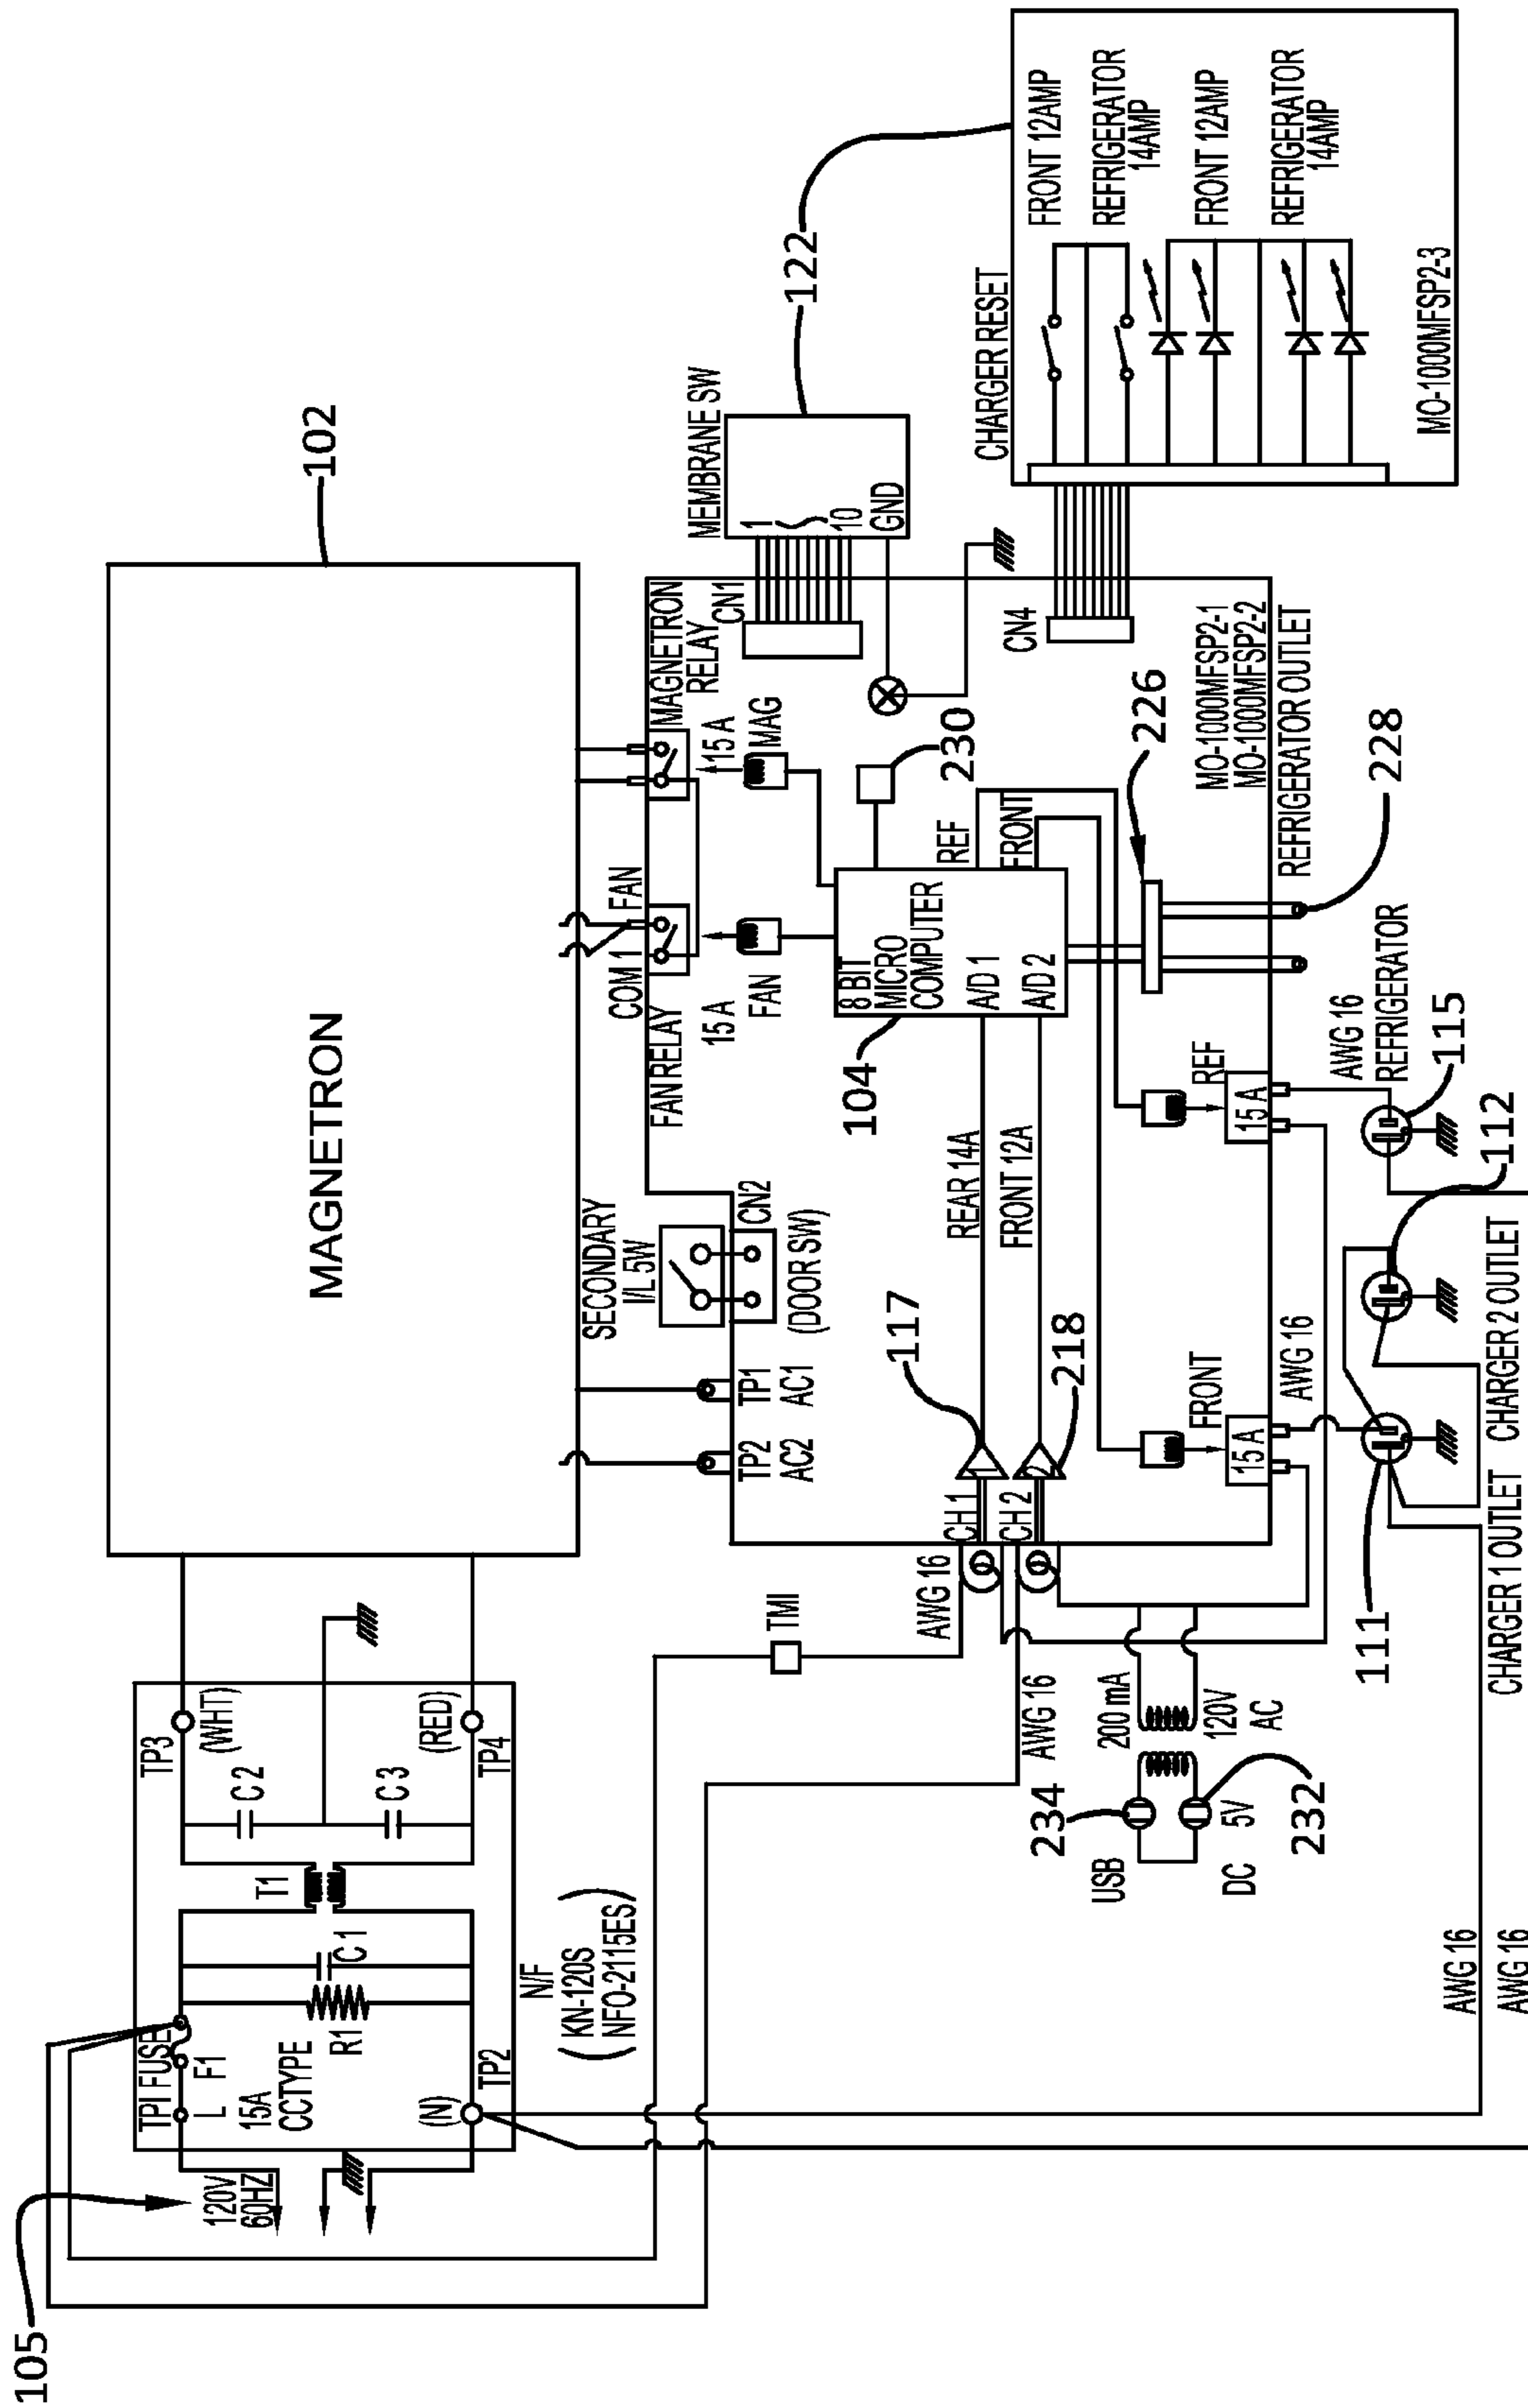 105
120V
60HZ
TPI FUSE
L F1
15A
CCTYPE
R1
C 1
T1
(N)
TP2
N/F
KN-120S
NFO-2115ES
TP3
(WHT)
C 2
C 3
(RED)
TP4
MAGNETRON
102
TMI
AWG 16
AWG 16
TP2
AC2
TP1
AC1
SECONDARY
I/L 5W
CN2
(DOOR SW)
FAN RELAY
COM 1 FAN
15 A
FAN
MAGNETRON
RELAY
15 A
MAG
CN1
MEMBRANE SW
1
10
GND
122
CHARGER RESET
FRONT 12AMP
REFRIGERATOR
14AMP
FRONT 12AMP
REFRIGERATOR
14AMP
MO-1000MFSP2-3
CN4
230
8 BIT
MICRO
COMPUTER
A/D 1
A/D 2
104
REF
FRONT
226
MO-1000MFSP2-1
MO-1000MFSP2-2
REFRIGERATOR OUTLET
228
CH 1
CH 2
117
218
REAR 14A
FRONT 12A
FRONT
15 A
AWG 16
REF
15 A
AWG 16
REFRIGERATOR
115
112
111
CHARGER 1 OUTLET
CHARGER 2 OUTLET
200 mA
120V
AC
234
232
USB
DC 5V
AWG 16
AWG 16